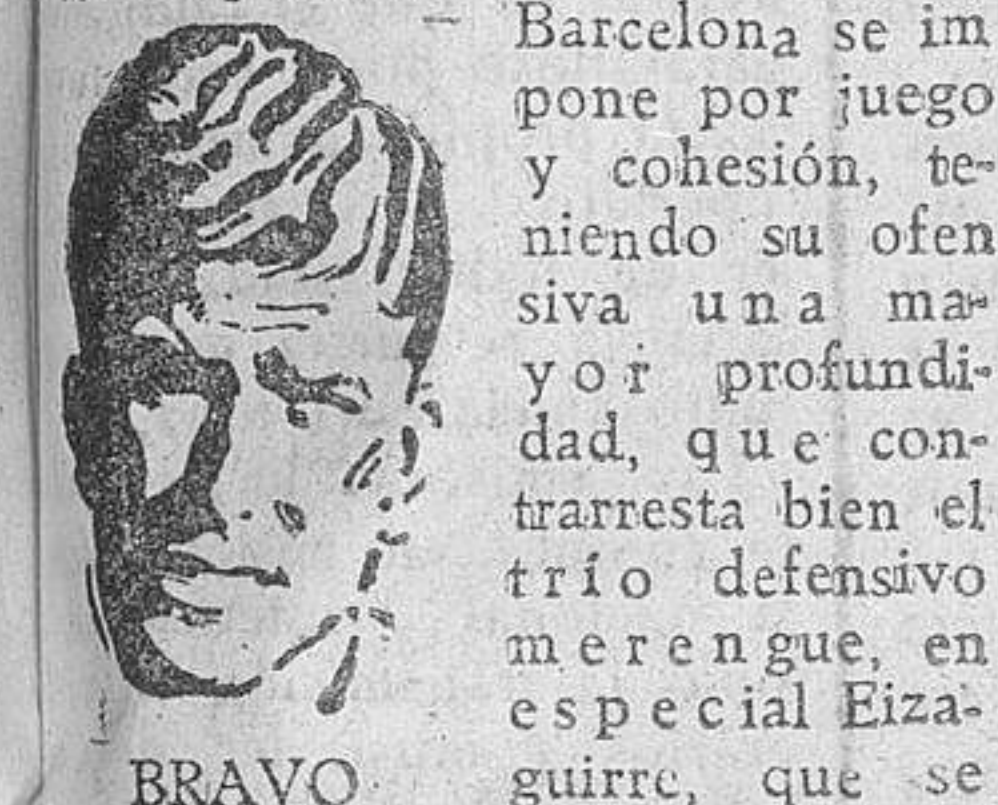 Barcelona se im
pone por juego
y cohesión, te-
niendo su ofen
siva una ma-
yor profundi-
dad, que con-
trarresta bien el
trío defensivo
merengue, en
especial Eiza-
guirre, que se
BRAVO